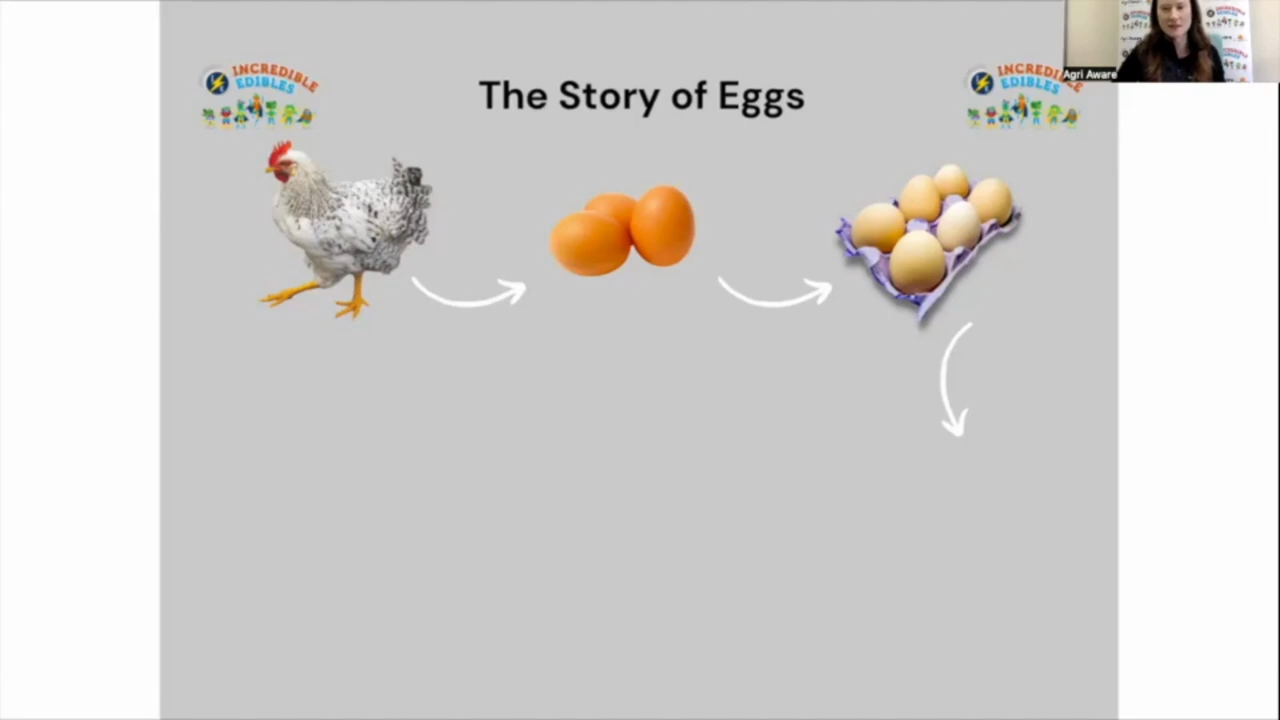 INCREDIBLE
EDIBLES
The Story of Eggs
INCREDIBLE
EDIBLES
Agri Aware